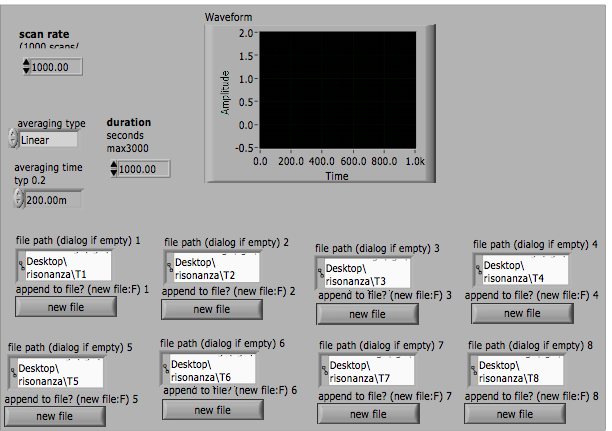 Waveform
scan rate
(1000 scans/
1000.00
2.0
1.5
1.0
0.5
0.0
-0.5
Amplitude
0.0 200.0 400.0 600.0 800.0 1.0k
Time
averaging type
Linear
duration
seconds
max3000
1000.00
averaging time
typ 0.2
200.00m
file path (dialog if empty) 1
Desktop\
risonanza\T1
append to file? (new file:F) 1
new file
file path (dialog if empty) 2
Desktop\
risonanza\T2
append to file? (new file:F) 2
new file
file path (dialog if empty) 3
Desktop\
risonanza\T3
append to file? (new file:F) 3
new file
file path (dialog if empty) 4
Desktop\
risonanza\T4
append to file? (new file:F) 4
new file
file path (dialog if empty) 5
Desktop\
risonanza\T5
append to file? (new file:F) 5
new file
file path (dialog if empty) 6
Desktop\
risonanza\T6
append to file? (new file:F) 6
new file
file path (dialog if empty) 7
Desktop\
risonanza\T7
append to file? (new file:F) 7
new file
file path (dialog if empty) 8
Desktop\
risonanza\T8
append to file? (new file:F) 8
new file